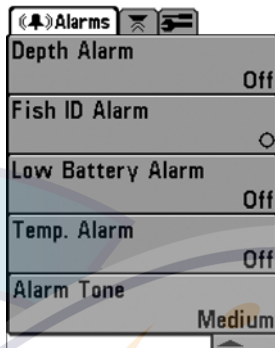 Alarms
Depth Alarm
Off
Fish ID Alarm
Low Battery Alarm
Off
Temp. Alarm
Off
Alarm Tone
Medium